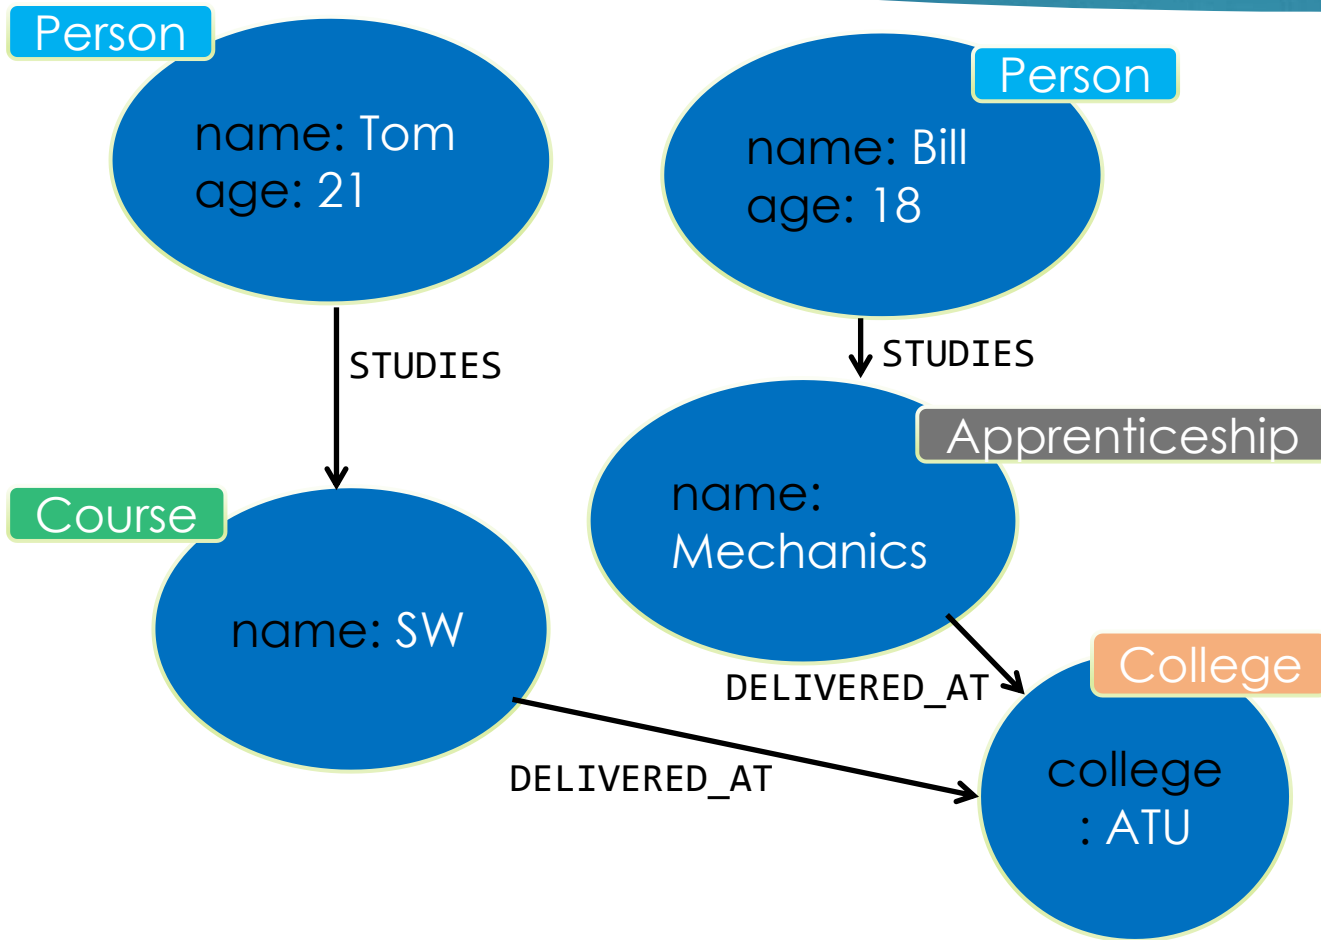 Person
name: Tom
age: 21
Person
name: Bill
age: 18
STUDIES
STUDIES
Apprenticeship
name:
Mechanics
Course
name: SW
DELIVERED_AT
College
DELIVERED_AT
college
: ATU